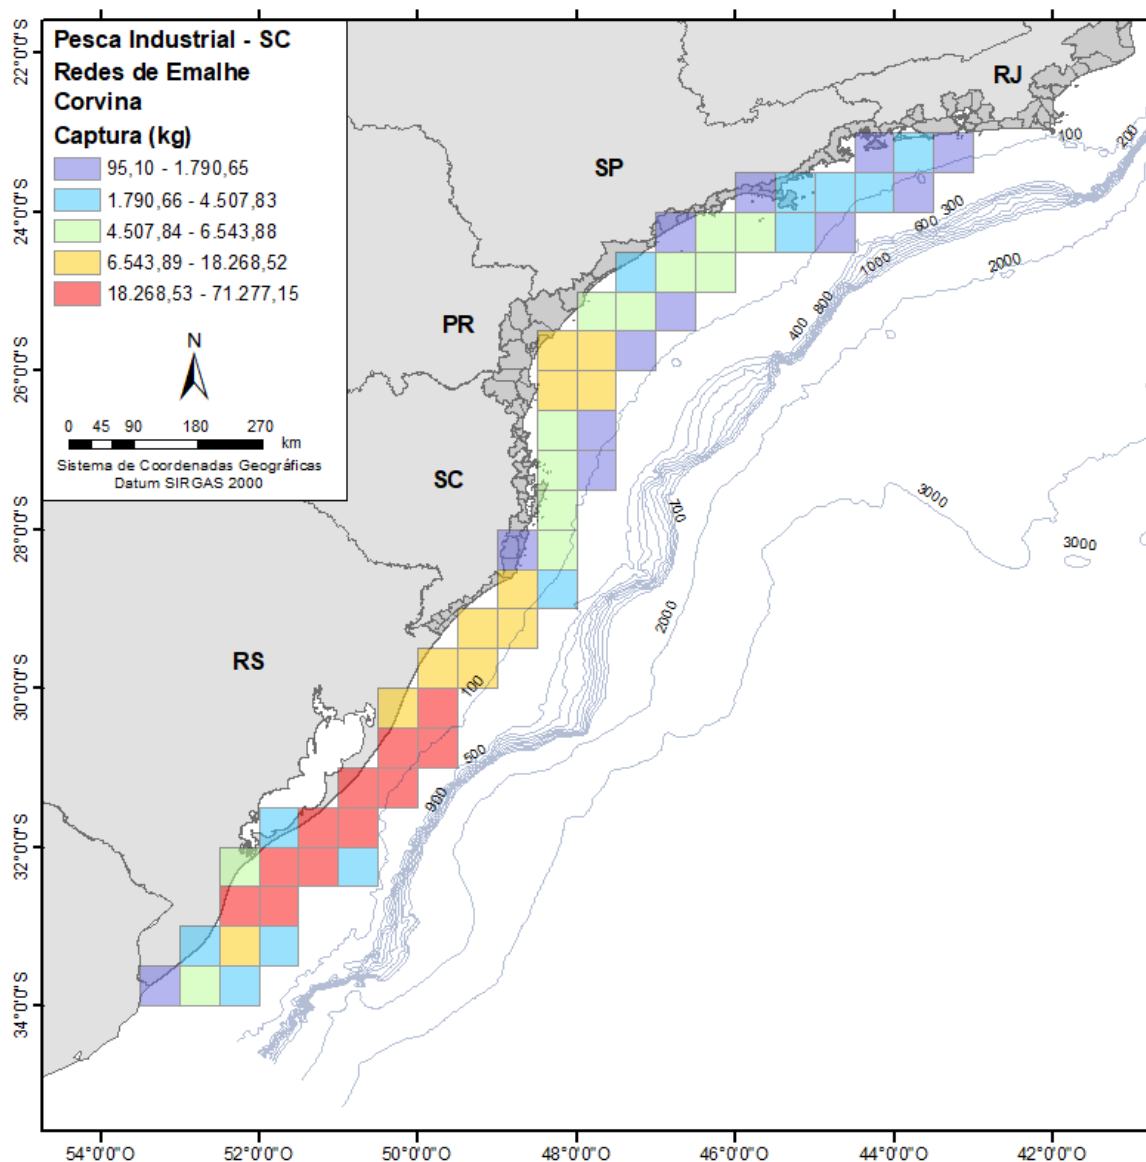 Pesca Industrial - SC
Redes de Emalhe
Corvina
Captura (kg)
95,10 - 1.790,65
1.790,66 - 4.507,83
4.507,84 - 6.543,88
6.543,89 - 18.268,52
18.268,53 - 71.277,15
N
0 45 90 180 270
km
Sistema de Coordenadas Geográficas
Datum SIRGAS 2000
RJ
SP
PR
SC
RS
100
200
300
600
1000
2000
800
400
3000
3000
700
2000
100
500
900
22°0'0"S
24°0'0"S
26°0'0"S
28°0'0"S
30°0'0"S
32°0'0"S
34°0'0"S
54°0'0"O
52°0'0"O
50°0'0"O
48°0'0"O
46°0'0"O
44°0'0"O
42°0'0"O